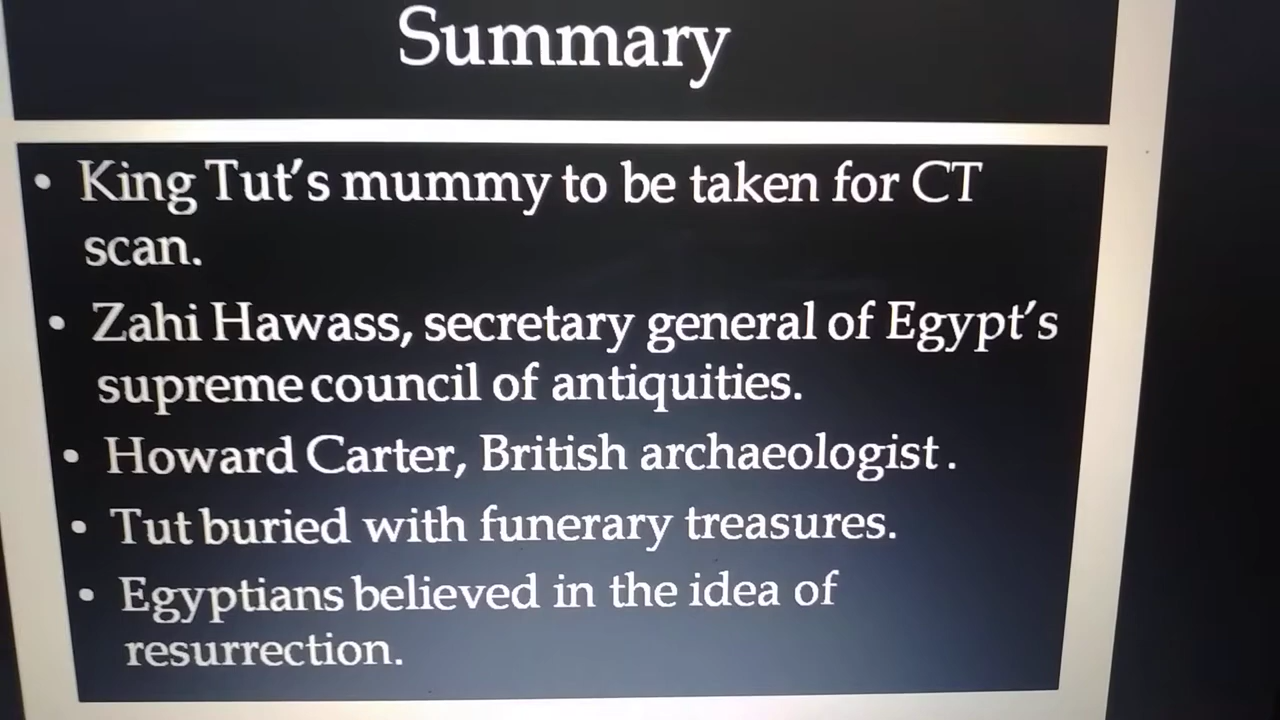 Summary
• King Tut's mummy to be taken for CT
scan.
• Zahi Hawass, secretary general of Egypt's
supreme council of antiquities.
• Howard Carter, British archaeologist.
• Tut buried with funerary treasures.
• Egyptians believed in the idea of
resurrection.